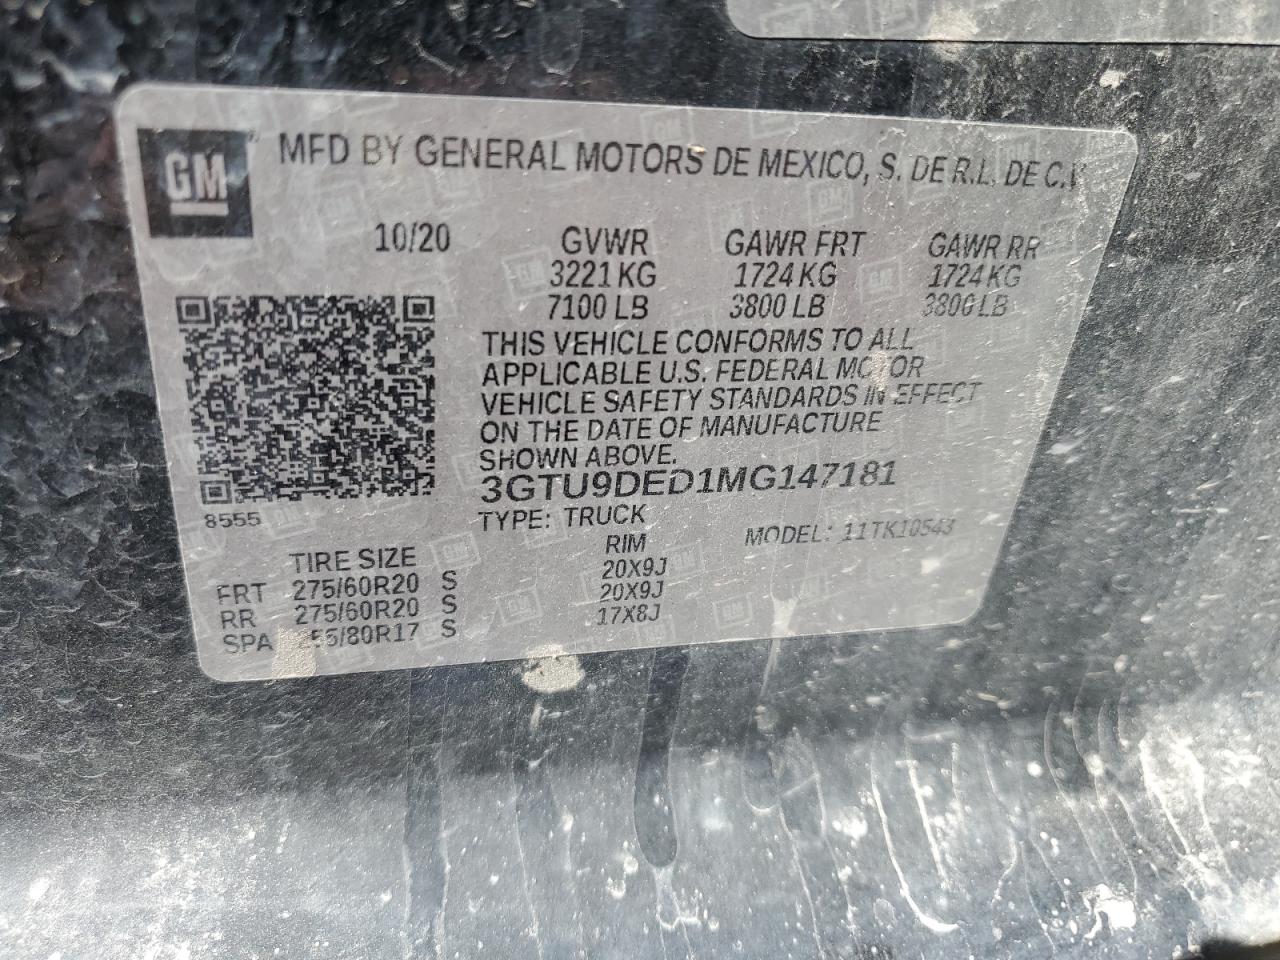 GM
MFD BY GENERAL MOTORS DE MEXICO, S. DE R.L. DE C.V
10/20 GVWR GAWR FRT GAWR RR
3221 KG 1724 KG 1724 KG
7100 LB 3800 LB 3800 LB
THIS VEHICLE CONFORMS TO ALL
APPLICABLE U.S. FEDERAL MOTOR
VEHICLE SAFETY STANDARDS IN EFFECT
ON THE DATE OF MANUFACTURE
SHOWN ABOVE.
3GTU9DED1MG147181
8555 TYPE: TRUCK MODEL: 11TK10543
TIRE SIZE RIM
FRT 275/60R20 S 20X9J
RR 275/60R20 S 20X9J
SPA 255/80R17 S 17X8J